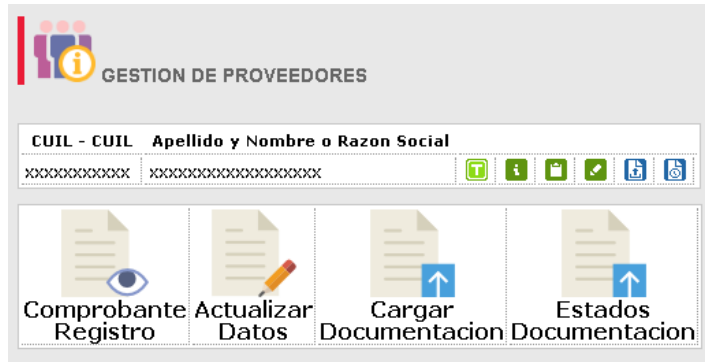 GESTION DE PROVEEDORES
CUIL - CUIL Apellido y Nombre o Razon Social
xxxxxxxxxxx xxxxxxxxxxxxxxxxxx T i
Comprobante Registro
Actualizar Datos
Cargar Documentacion
Estados Documentacion